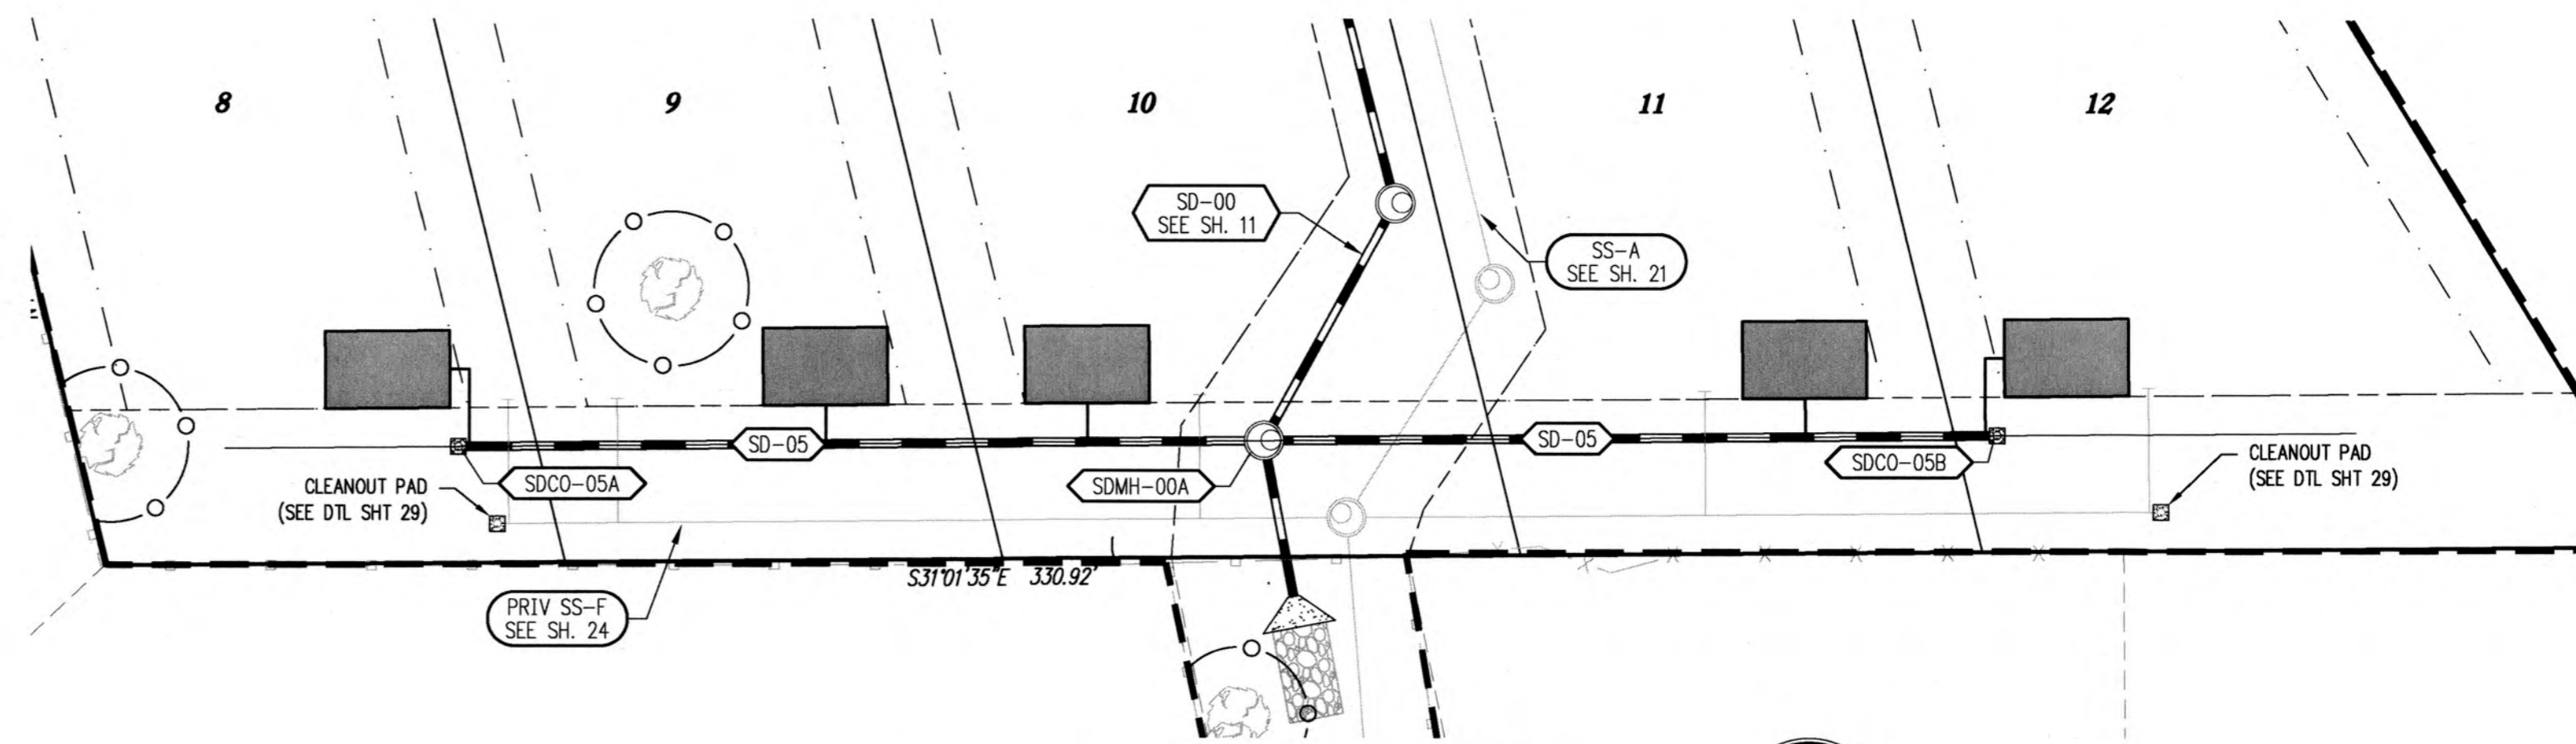 8
9
10
11
12
SD-00
SEE SH. 11
SS-A
SEE SH. 21
SD-05
SD-05
SDCO-05A
SDMH-00A
SDCO-05B
CLEANOUT PAD
(SEE DTL SHT 29)
CLEANOUT PAD
(SEE DTL SHT 29)
S31°01'35"E 330.92'
PRIV SS-F
SEE SH. 24